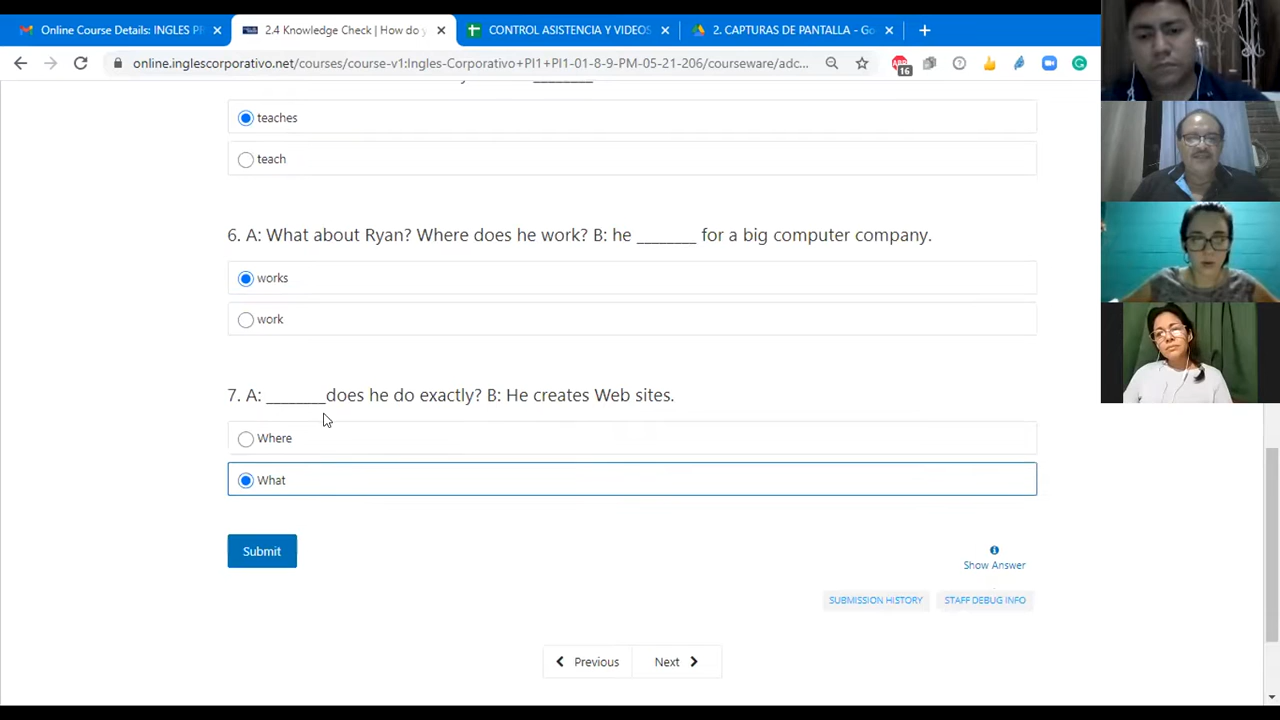 Online Course Details: INGLES P
2.4 Knowledge Check | How do y
CONTROL ASISTENCIA Y VIDEOS
2. CAPTURAS DE PANTALLA - Go
online.inglescorporativo.net/courses/course-v1:Ingles-Corporativo+PI1+PI1-01-8-9-PM-05-21-206/courseware/adc...
16
teaches
teach
6. A: What about Ryan? Where does he work? B: he ________ for a big computer company.
works
work
7. A: ________does he do exactly? B: He creates Web sites.
Where
What
Submit
Show Answer
SUBMISSION HISTORY
STAFF DEBUG INFO
Previous
Next